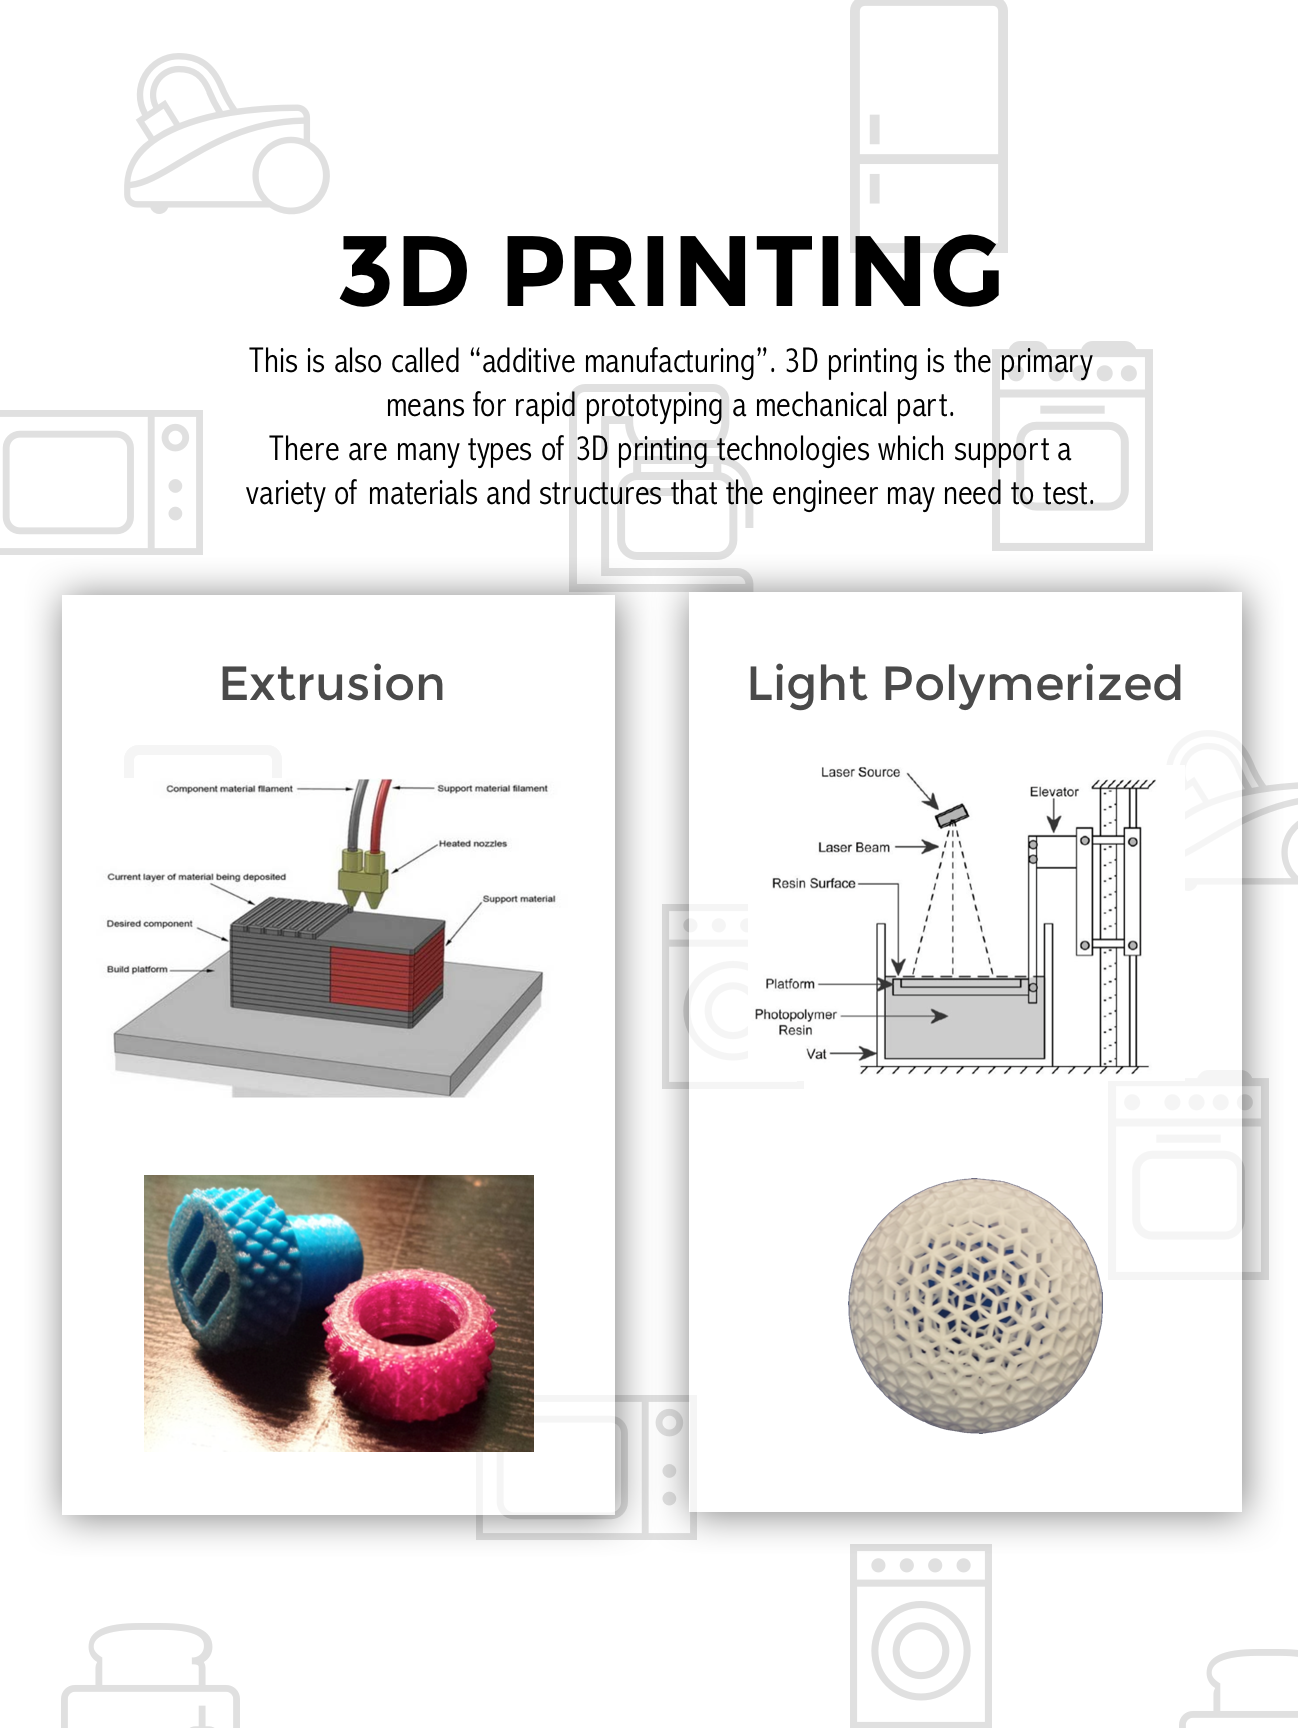 3D PRINTING
This is also called “additive manufacturing”. 3D printing is the primary
means for rapid prototyping a mechanical part.
There are many types of 3D printing technologies which support a
variety of materials and structures that the engineer may need to test.
Extrusion
Component material filament
Support material filament
Heated nozzles
Current layer of material being deposited
Support material
Desired component
Build platform
Light Polymerized
Laser Source
Elevator
Laser Beam
Resin Surface
Platform
Photopolymer
Resin
Vat